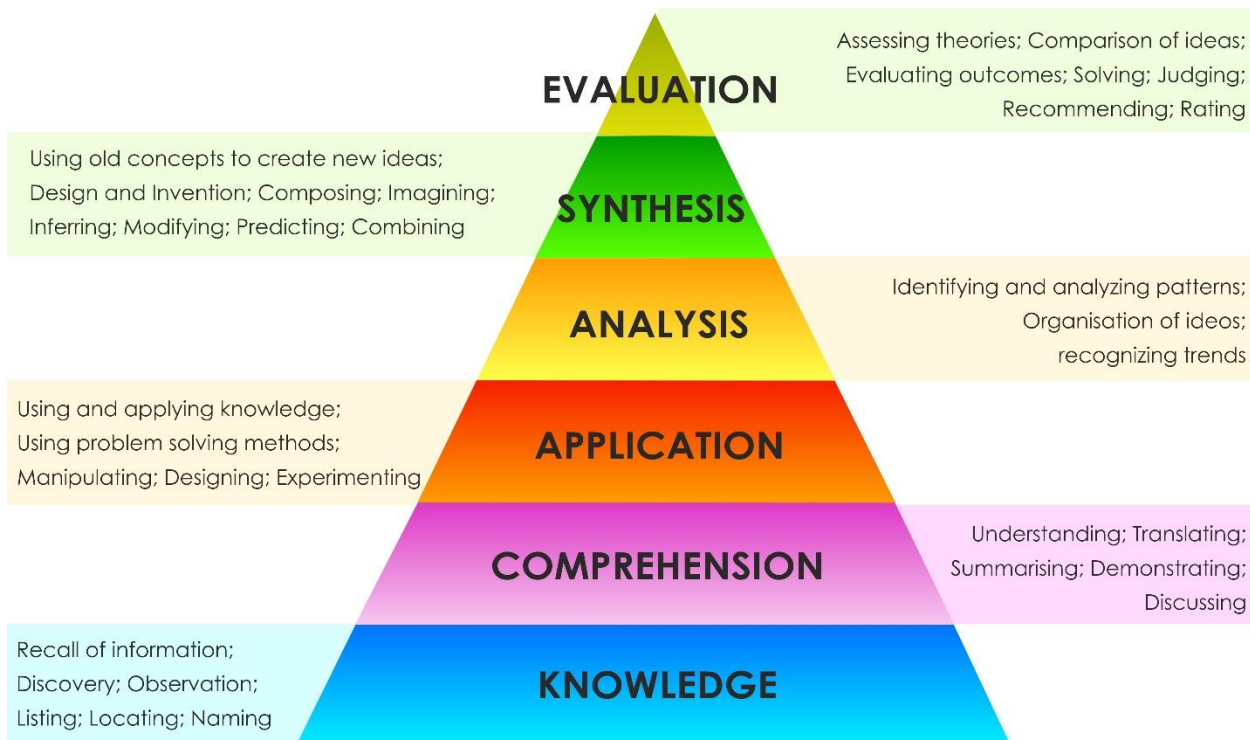 EVALUATION
Assessing theories; Comparison of ideas;
Evaluating outcomes; Solving; Judging;
Recommending; Rating
SYNTHESIS
Using old concepts to create new ideas;
Design and Invention; Composing; Imagining;
Inferring; Modifying; Predicting; Combining
ANALYSIS
Identifying and analyzing patterns;
Organisation of ideos;
recognizing trends
APPLICATION
Using and applying knowledge;
Using problem solving methods;
Manipulating; Designing; Experimenting
COMPREHENSION
Understanding; Translating;
Summarising; Demonstrating;
Discussing
KNOWLEDGE
Recall of information;
Discovery; Observation;
Listing; Locating; Naming